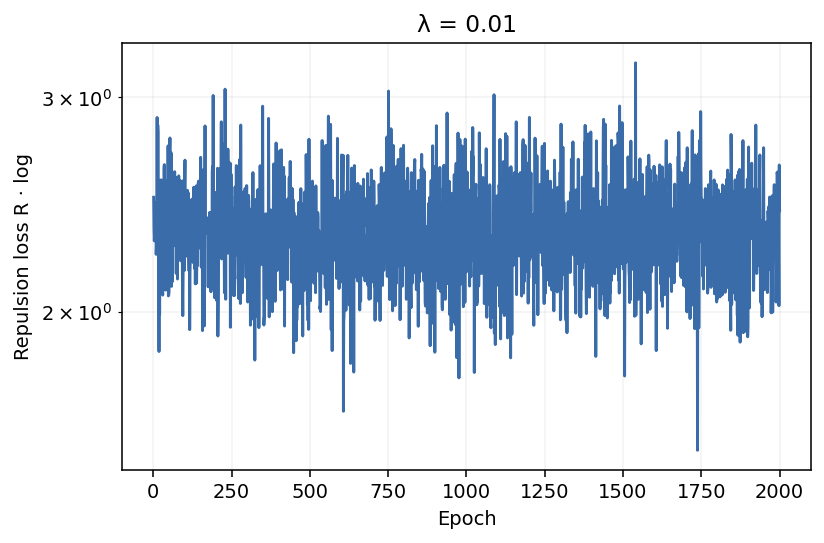 λ = 0.01
Repulsion loss R · log
3 × 10⁰
2 × 10⁰
0 250 500 750 1000 1250 1500 1750 2000
Epoch